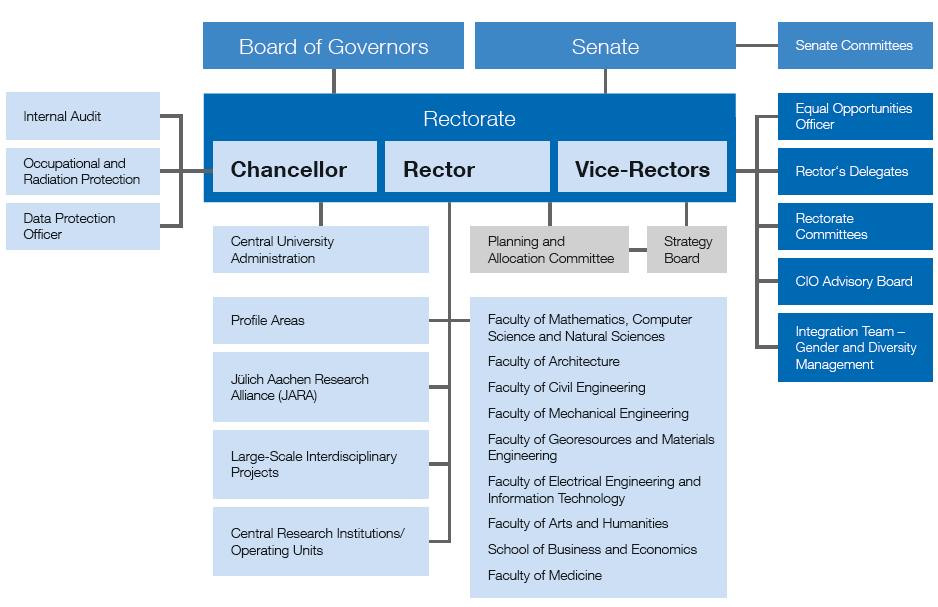 Board of Governors
Senate
Senate Committees
Internal Audit
Occupational and
Radiation Protection
Data Protection
Officer
Rectorate
Chancellor
Rector
Vice-Rectors
Equal Opportunities
Officer
Rector's Delegates
Rectorate
Committees
CIO Advisory Board
Integration Team –
Gender and Diversity
Management
Central University
Administration
Planning and
Allocation Committee
Strategy
Board
Profile Areas
Jülich Aachen Research
Alliance (JARA)
Large-Scale Interdisciplinary
Projects
Central Research Institutions/
Operating Units
Faculty of Mathematics, Computer
Science and Natural Sciences
Faculty of Architecture
Faculty of Civil Engineering
Faculty of Mechanical Engineering
Faculty of Georesources and Materials
Engineering
Faculty of Electrical Engineering and
Information Technology
Faculty of Arts and Humanities
School of Business and Economics
Faculty of Medicine